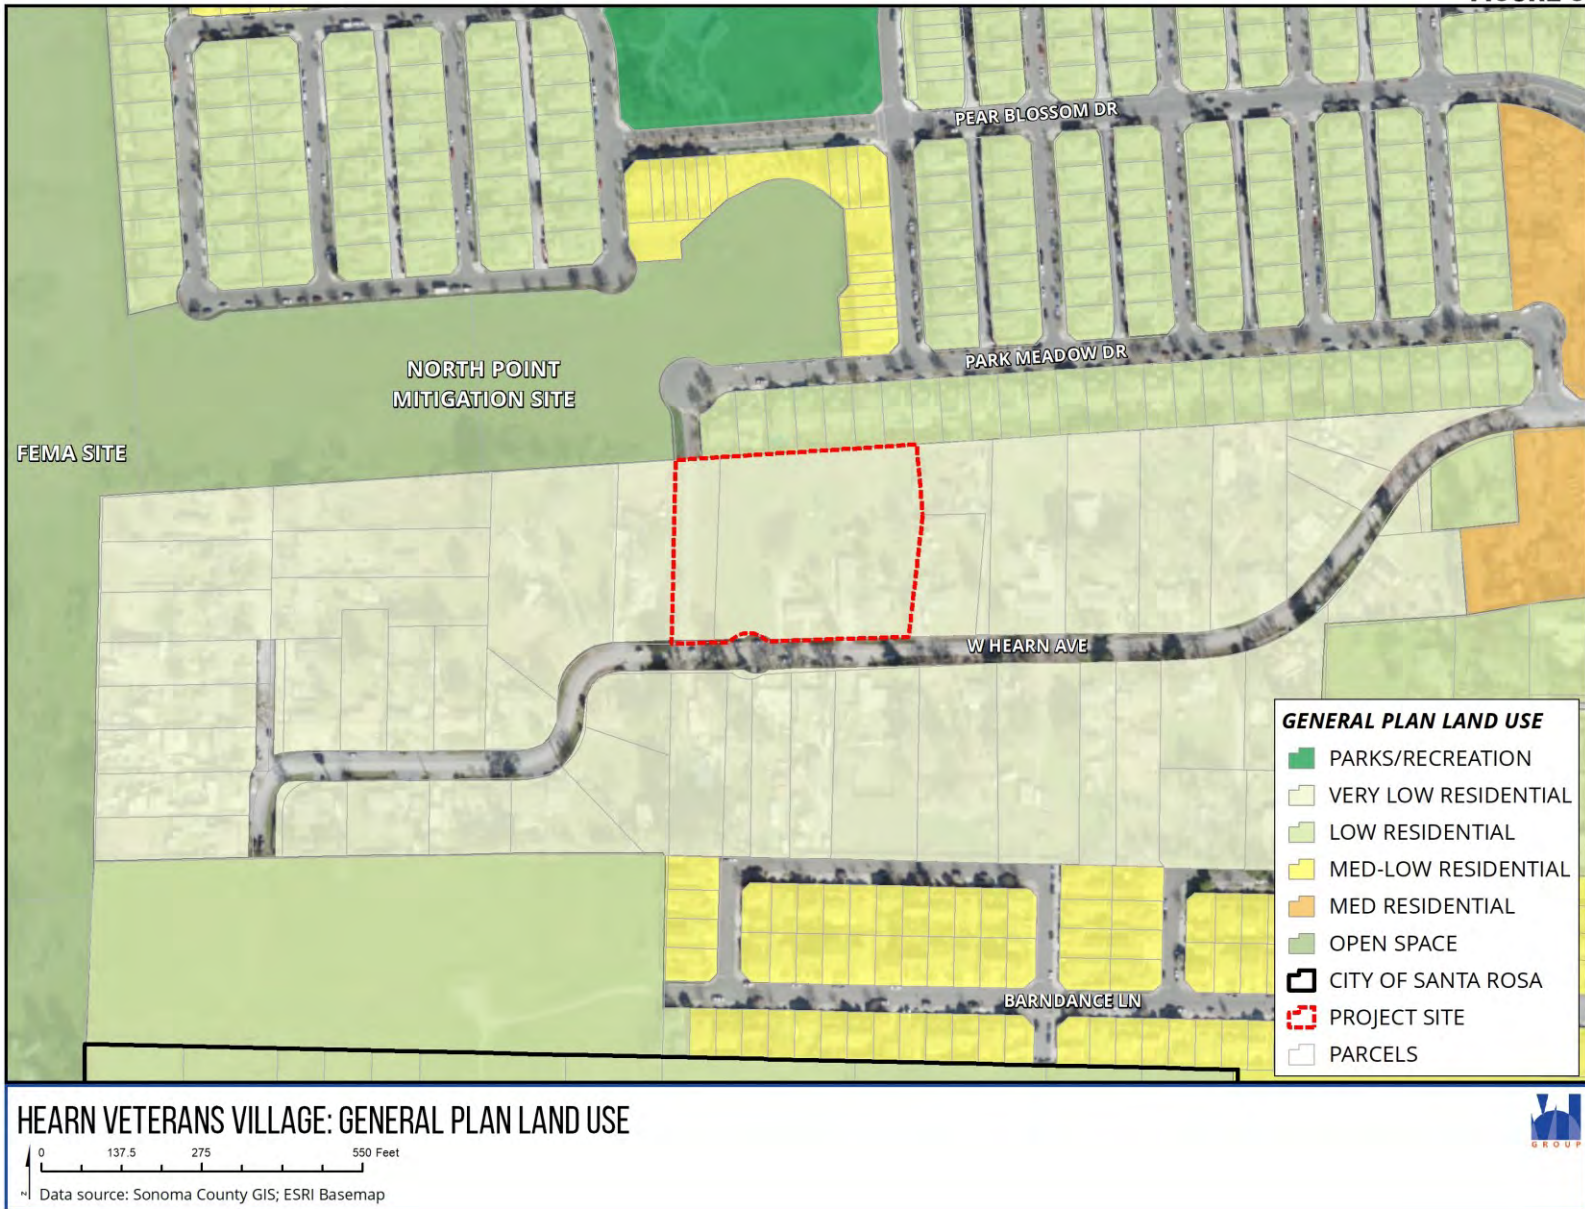 PEAR BLOSSOM DR
PARK MEADOW DR
NORTH POINT
MITIGATION SITE
FEMA SITE
W HEARN AVE
BARNDANCE LN
GENERAL PLAN LAND USE
PARKS/RECREATION
VERY LOW RESIDENTIAL
LOW RESIDENTIAL
MED-LOW RESIDENTIAL
MED RESIDENTIAL
OPEN SPACE
CITY OF SANTA ROSA
PROJECT SITE
PARCELS
HEARN VETERANS VILLAGE: GENERAL PLAN LAND USE
0 137.5 275 550 Feet
N
Data source: Sonoma County GIS; ESRI Basemap
GROUP